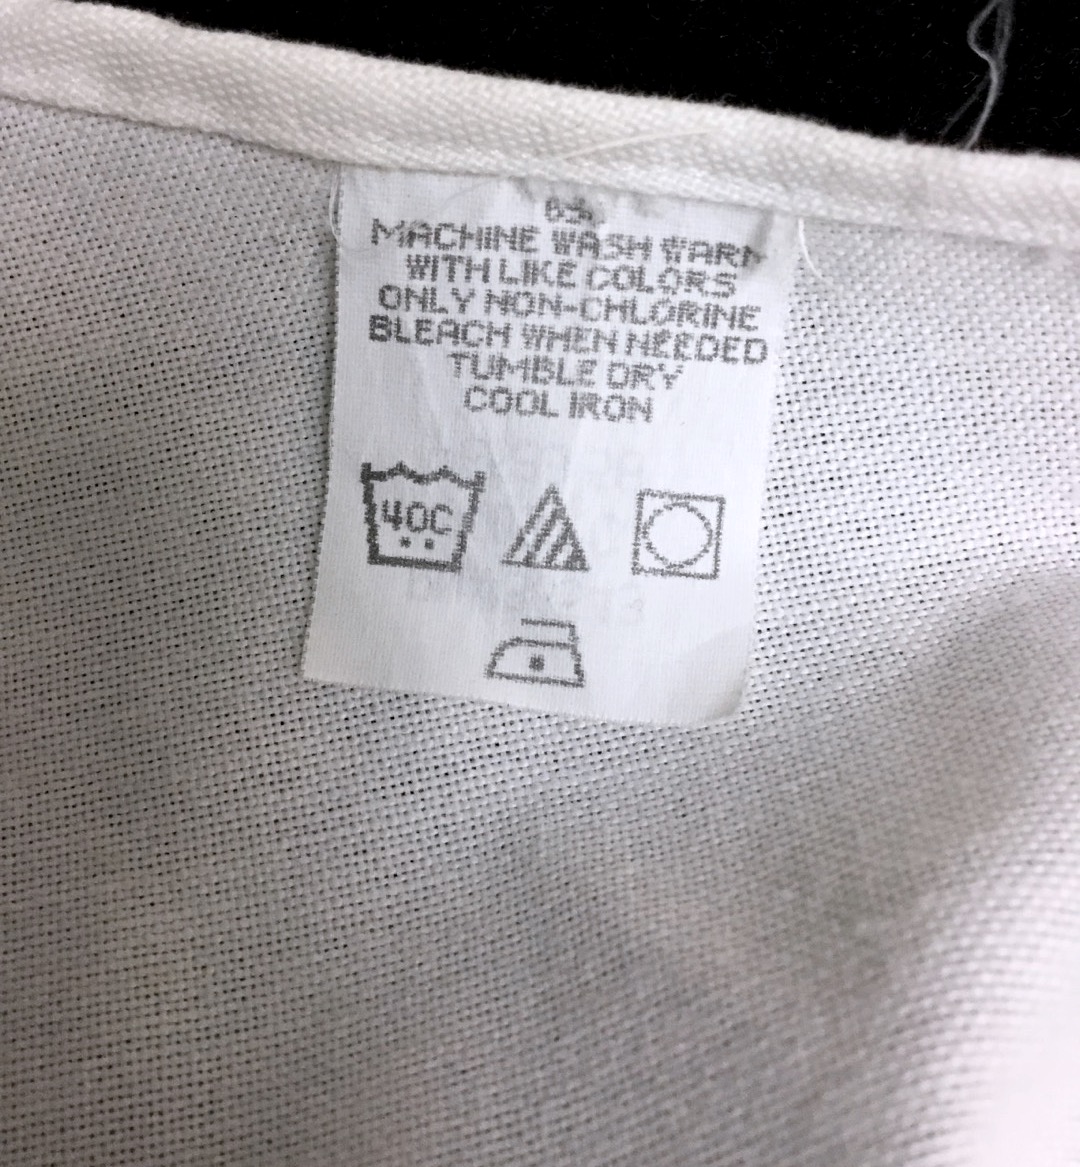 MACHINE WASH WARM
WITH LIKE COLORS
ONLY NON-CHLORINE
BLEACH WHEN NEEDED
TUMBLE DRY
COOL IRON
40C